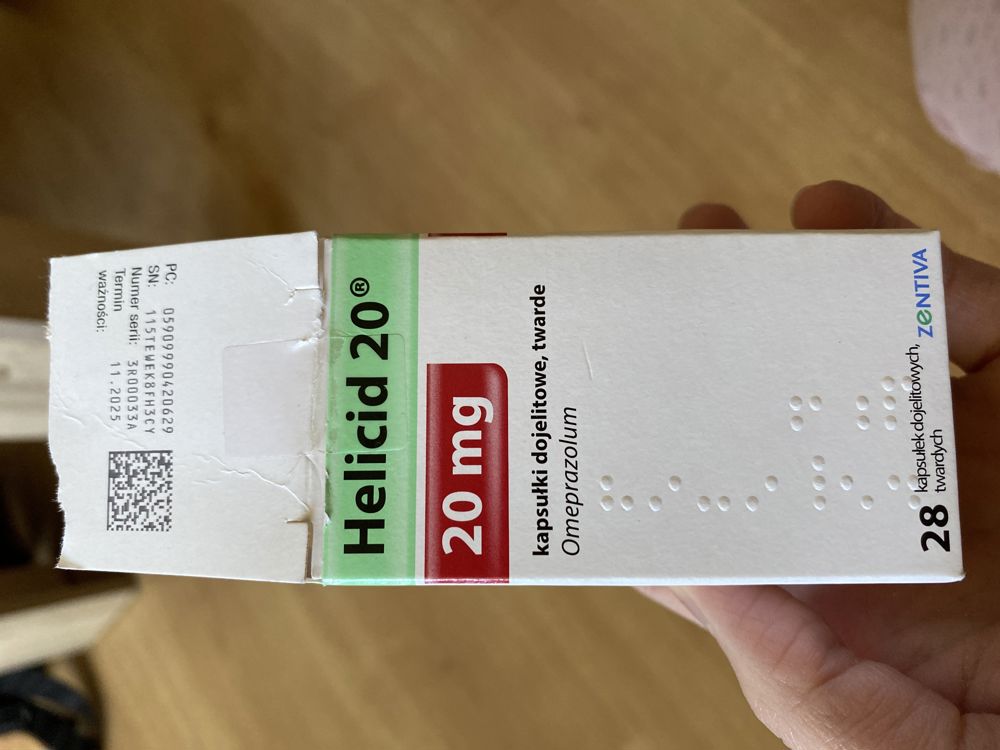 PC: 05909990420629
SN: 115TEWEK8FH3CY
Numer serii: 3R00033A
Termin
ważności: 11.2025
Helicid 20®
20 mg
kapsułki dojelitowe, twarde
Omeprazolum
28 kapsułek dojelitowych,
twardych
ZENTIVA